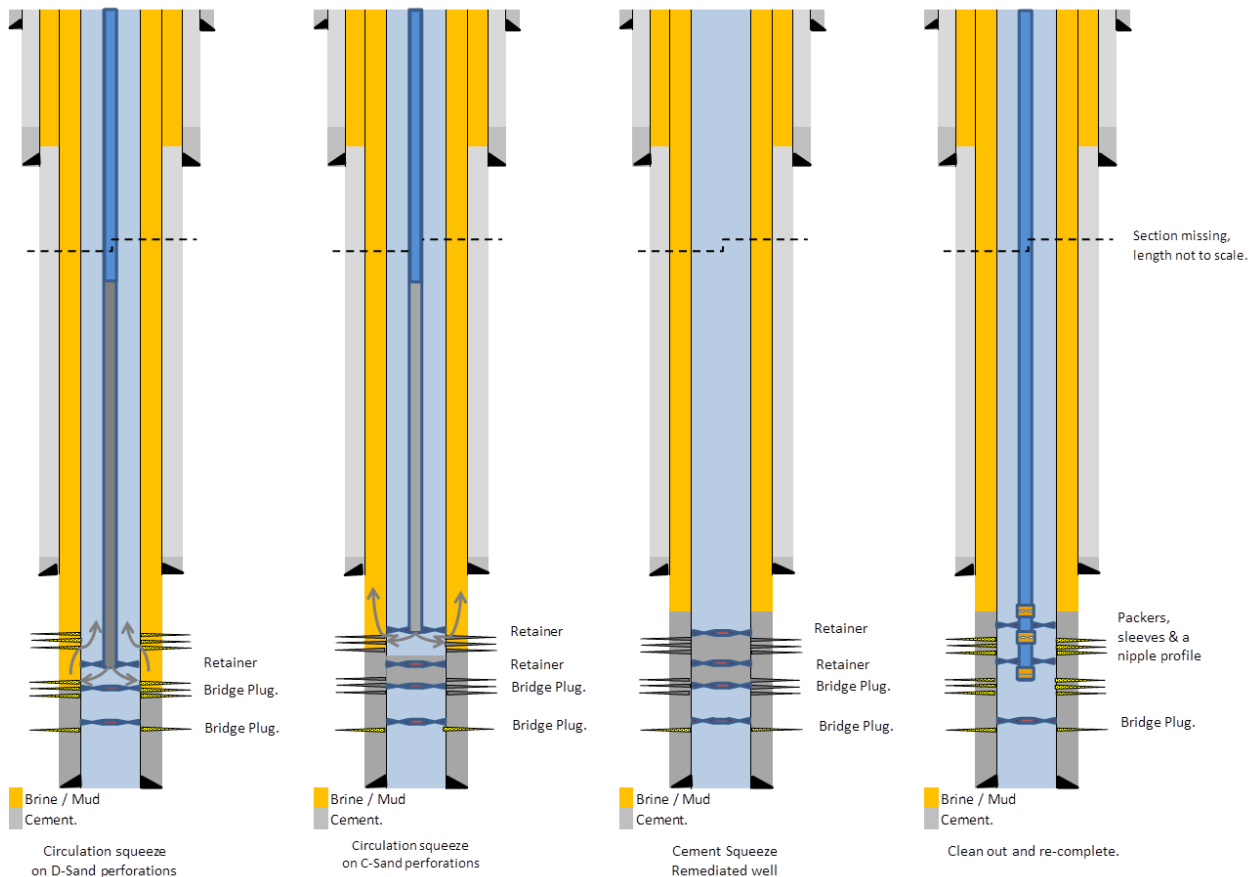 Section missing,
length not to scale.
Retainer
Bridge Plug.
Bridge Plug.
Retainer
Retainer
Bridge Plug.
Bridge Plug.
Retainer
Retainer
Bridge Plug.
Bridge Plug.
Packers,
sleeves & a
nipple profile
Bridge Plug.
Brine / Mud
Cement.
Circulation squeeze
on D-Sand perforations
Brine / Mud
Cement.
Circulation squeeze
on C-Sand perforations
Brine / Mud
Cement.
Cement Squeeze
Remediated well
Brine / Mud
Cement.
Clean out and re-complete.